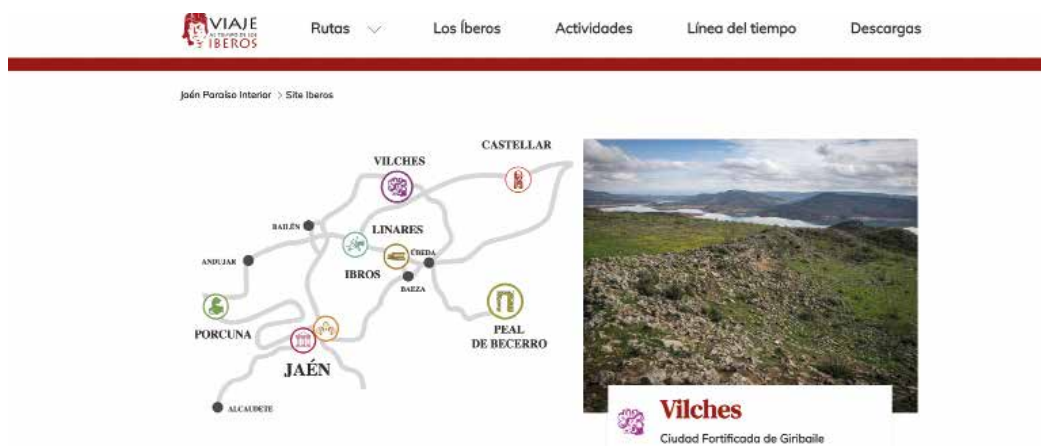 VIAJE
AL TIEMPO DE LOS
IBEROS
Rutas
Los Íberos
Actividades
Línea del tiempo
Descargas
Jaén Paraíso Interior > Site Iberos
CASTELLAR
VILCHES
BAILÉN
LINARES
ÚBEDA
ANDUJAR
IBROS
BAEZA
PORCUNA
PEAL
DE BECERRO
JAÉN
ALCAUDETE
Vilches
Ciudad Fortificada de Giribaile